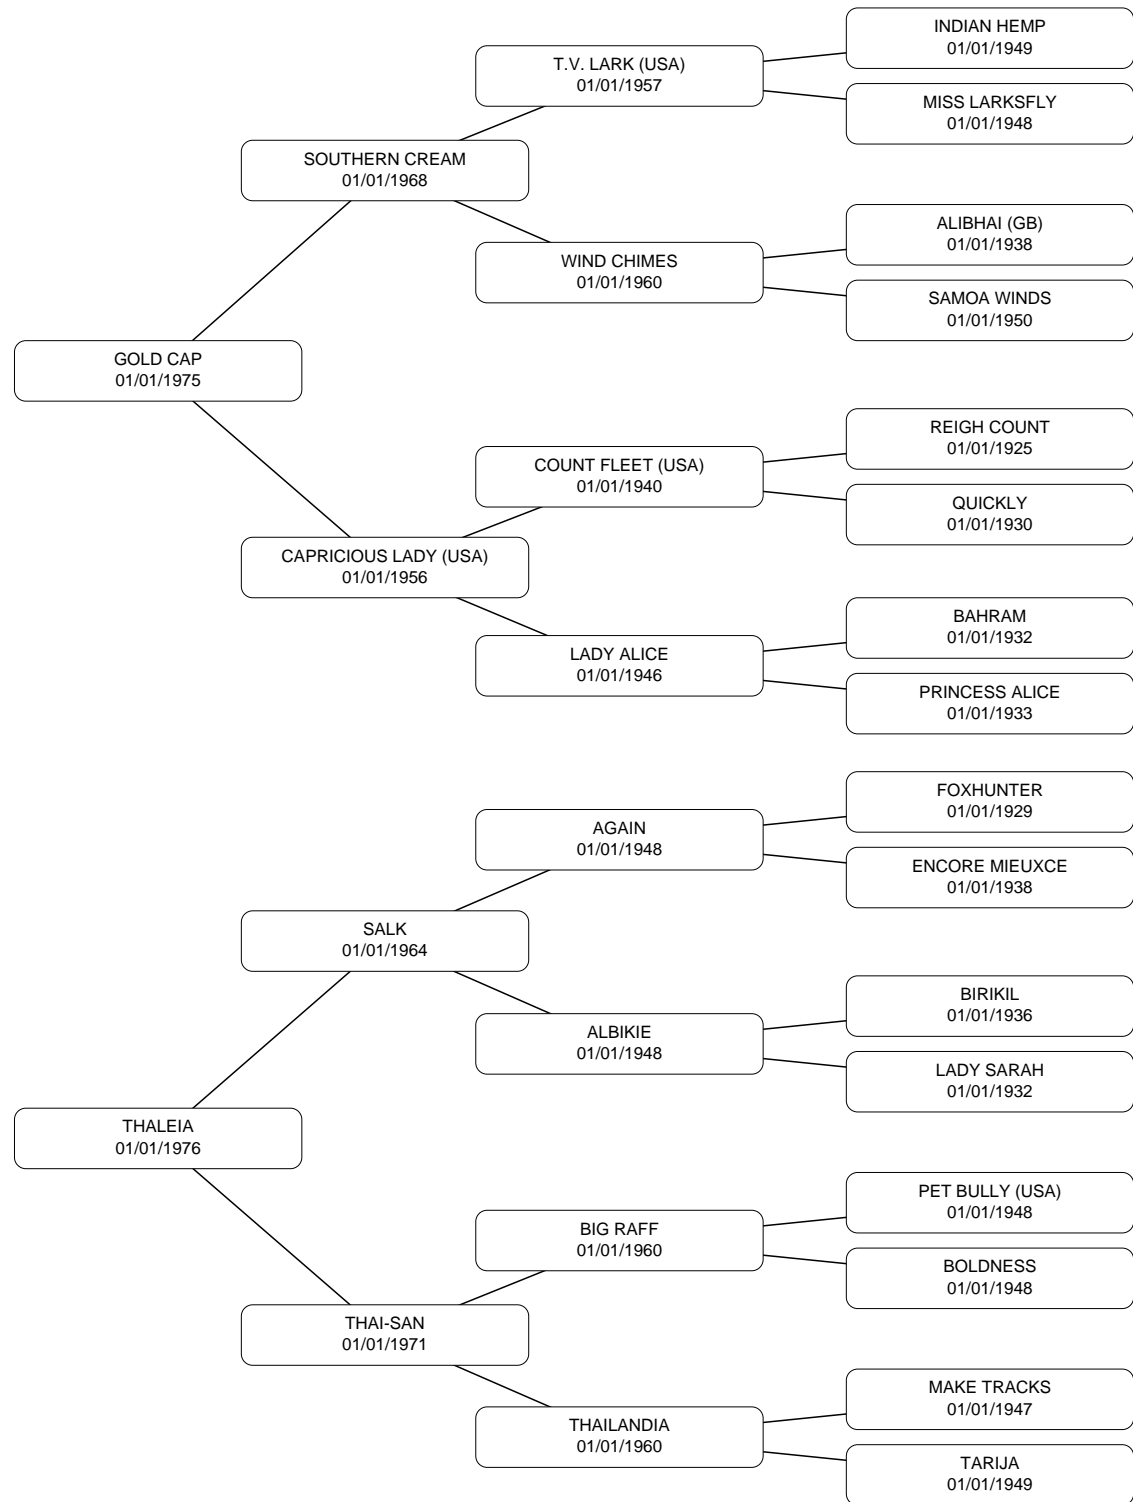 INDIAN HEMP
01/01/1949
T.V. LARK (USA)
01/01/1957
MISS LARKSFLY
01/01/1948
SOUTHERN CREAM
01/01/1968
ALIBHAI (GB)
01/01/1938
WIND CHIMES
01/01/1960
SAMOA WINDS
01/01/1950
GOLD CAP
01/01/1975
REIGH COUNT
01/01/1925
COUNT FLEET (USA)
01/01/1940
QUICKLY
01/01/1930
CAPRICIOUS LADY (USA)
01/01/1956
BAHRAM
01/01/1932
LADY ALICE
01/01/1946
PRINCESS ALICE
01/01/1933
FOXHUNTER
01/01/1929
AGAIN
01/01/1948
ENCORE MIEUXCE
01/01/1938
SALK
01/01/1964
BIRIKIL
01/01/1936
ALBIKIE
01/01/1948
LADY SARAH
01/01/1932
THALEIA
01/01/1976
PET BULLY (USA)
01/01/1948
BIG RAFF
01/01/1960
BOLDNESS
01/01/1948
THAI-SAN
01/01/1971
MAKE TRACKS
01/01/1947
THAILANDIA
01/01/1960
TARIJA
01/01/1949